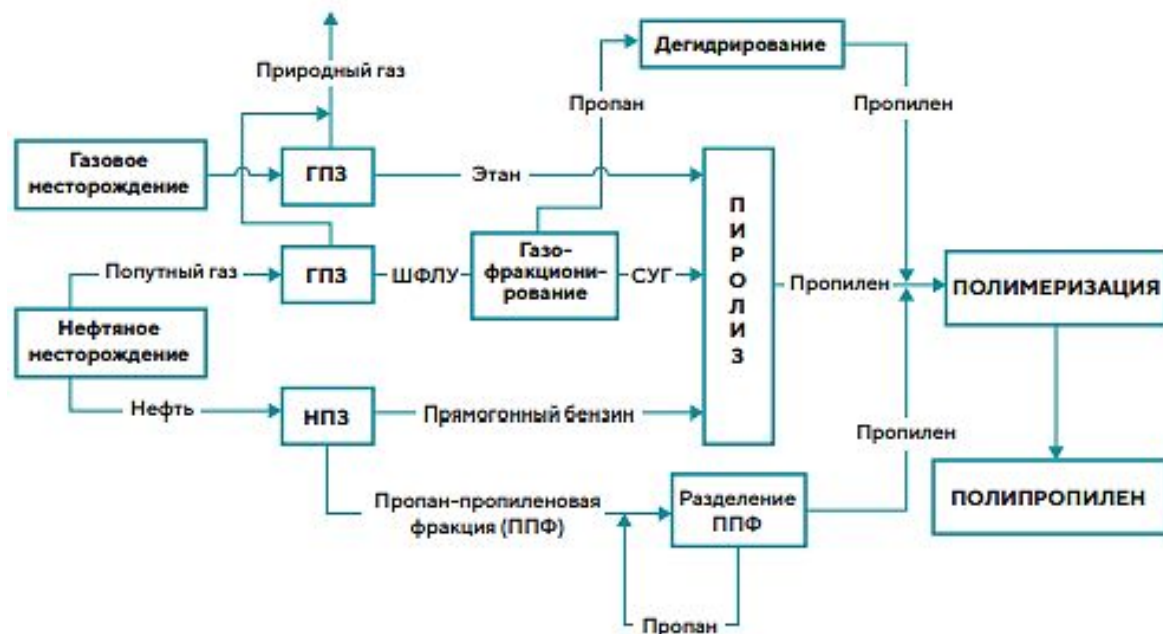 Дегидрирование
Природный газ
Пропан
Пропилен
Газовое
месторождение
ГПЗ
Этан
ПИРОЛИЗ
Попутный газ
ГПЗ
ШФЛУ
Газо-
фракциони-
рование
СУГ
Пропилен
ПОЛИМЕРИЗАЦИЯ
Нефтяное
месторождение
Нефть
НПЗ
Прямогонный бензин
Пропилен
Пропан-пропиленовая
фракция (ППФ)
Разделение
ППФ
ПОЛИПРОПИЛЕН
Пропан